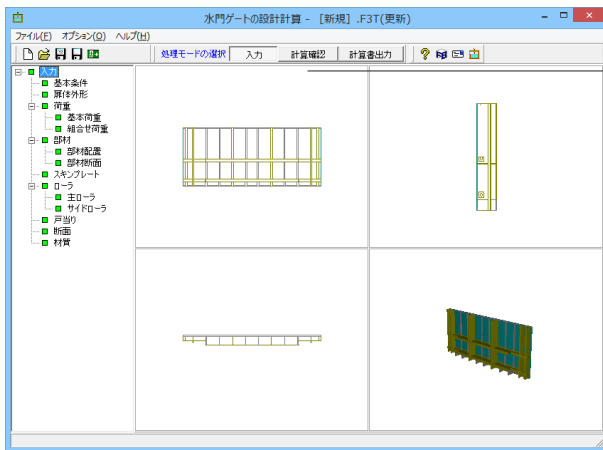 水門ゲートの設計計算 - [新規] .F3T(更新)
ファイル(F) オプション(O) ヘルプ(H)
処理モードの選択 入力 計算確認 計算書出力
入力
基本条件
扉体外形
荷重
基本荷重
組合せ荷重
部材
部材配置
部材断面
スキンプレート
ローラ
主ローラ
サイドローラ
戸当り
断面
材質